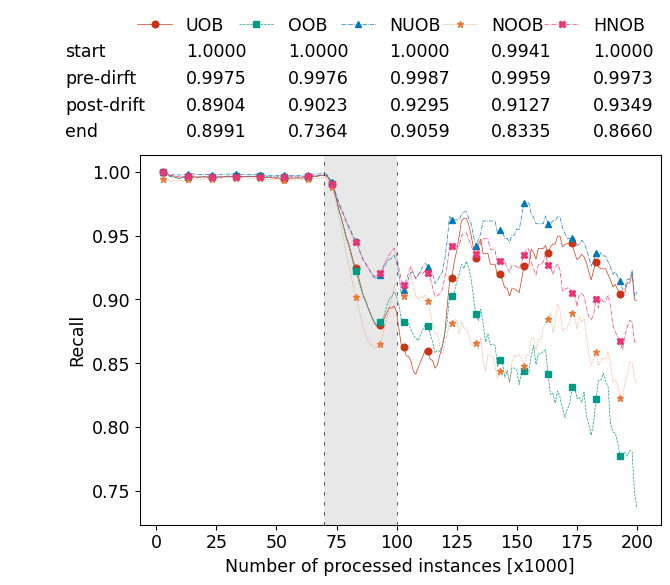 UOB OOB NUOB NOOB HNOB
start 1.0000 1.0000 1.0000 0.9941 1.0000
pre-dirft 0.9975 0.9976 0.9987 0.9959 0.9973
post-drift 0.8904 0.9023 0.9295 0.9127 0.9349
end 0.8991 0.7364 0.9059 0.8335 0.8660
1.00
0.95
0.90
0.85
0.80
0.75
Recall
0 25 50 75 100 125 150 175 200
Number of processed instances [x1000]